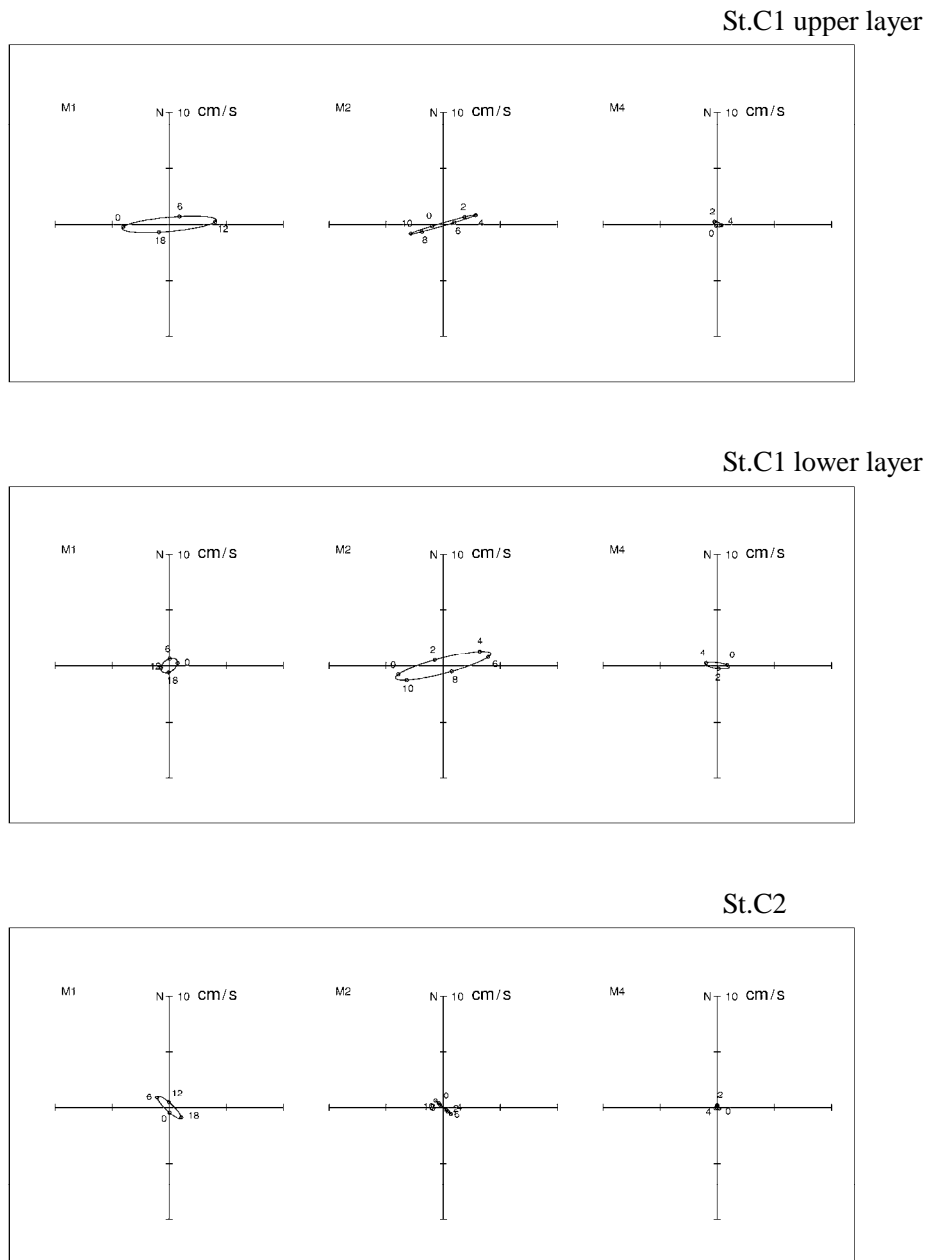 St.C1 upper layer
M1 N 10 cm/s M2 N 10 cm/s M4 N 10 cm/s
0 6 12 18
0 2 4 6 8 10
2 4 0
St.C1 lower layer
M1 N 10 cm/s M2 N 10 cm/s M4 N 10 cm/s
6 0 12 18
2 4 0 6 8 10
4 0 2
St.C2
M1 N 10 cm/s M2 N 10 cm/s M4 N 10 cm/s
6 12 0 18
0
2 4 0